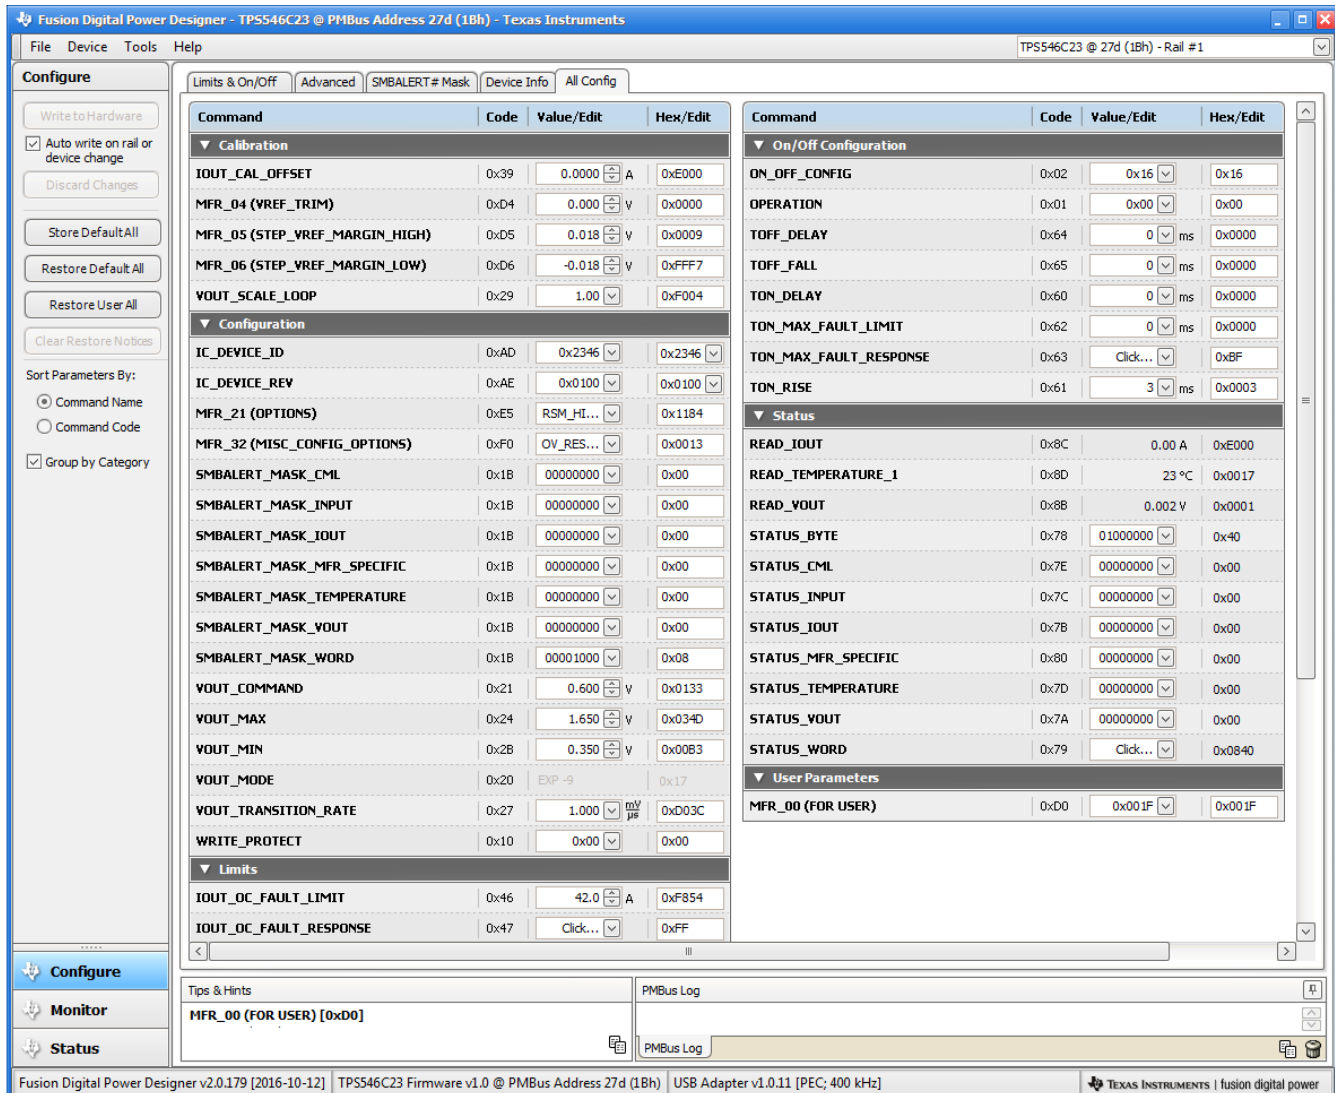 Fusion Digital Power Designer - TPS546C23 @ PMBus Address 27d (1Bh) - Texas Instruments
File Device Tools Help
TPS546C23 @ 27d (1Bh) - Rail #1
Configure
Write to Hardware
Auto write on rail or
device change
Discard Changes
Store Default All
Restore Default All
Restore User All
Clear Restore Notices
Sort Parameters By:
Command Name
Command Code
Group by Category
Limits & On/Off Advanced SMBALERT# Mask Device Info All Config
Command Code Value/Edit Hex/Edit
Calibration
IOUT_CAL_OFFSET 0x39 0.0000 A 0xE000
MFR_04 (VREF_TRIM) 0xD4 0.000 V 0x0000
MFR_05 (STEP_VREF_MARGIN_HIGH) 0xD5 0.018 V 0x0009
MFR_06 (STEP_VREF_MARGIN_LOW) 0xD6 -0.018 V 0xFFF7
VOUT_SCALE_LOOP 0x29 1.00 0xF004
Configuration
IC_DEVICE_ID 0xAD 0x2346 0x2346
IC_DEVICE_REV 0xAE 0x0100 0x0100
MFR_21 (OPTIONS) 0xE5 RSM_HI... 0x1184
MFR_32 (MISC_CONFIG_OPTIONS) 0xF0 OV_RES... 0x0013
SMBALERT_MASK_CML 0x1B 00000000 0x00
SMBALERT_MASK_INPUT 0x1B 00000000 0x00
SMBALERT_MASK_IOUT 0x1B 00000000 0x00
SMBALERT_MASK_MFR_SPECIFIC 0x1B 00000000 0x00
SMBALERT_MASK_TEMPERATURE 0x1B 00000000 0x00
SMBALERT_MASK_VOUT 0x1B 00000000 0x00
SMBALERT_MASK_WORD 0x1B 00001000 0x08
VOUT_COMMAND 0x21 0.600 V 0x0133
VOUT_MAX 0x24 1.650 V 0x034D
VOUT_MIN 0x2B 0.350 V 0x00B3
VOUT_MODE 0x20 EXP -9 0x17
VOUT_TRANSITION_RATE 0x27 1.000 mV/µs 0xD03C
WRITE_PROTECT 0x10 0x00 0x00
Limits
IOUT_OC_FAULT_LIMIT 0x46 42.0 A 0xF854
IOUT_OC_FAULT_RESPONSE 0x47 Click... 0xFF
Command Code Value/Edit Hex/Edit
On/Off Configuration
ON_OFF_CONFIG 0x02 0x16 0x16
OPERATION 0x01 0x00 0x00
TOFF_DELAY 0x64 0 ms 0x0000
TOFF_FALL 0x65 0 ms 0x0000
TON_DELAY 0x60 0 ms 0x0000
TON_MAX_FAULT_LIMIT 0x62 0 ms 0x0000
TON_MAX_FAULT_RESPONSE 0x63 Click... 0xBF
TON_RISE 0x61 3 ms 0x0003
Status
READ_IOUT 0x8C 0.00 A 0xE000
READ_TEMPERATURE_1 0x8D 23 °C 0x0017
READ_VOUT 0x8B 0.002 V 0x0001
STATUS_BYTE 0x78 01000000 0x40
STATUS_CML 0x7E 00000000 0x00
STATUS_INPUT 0x7C 00000000 0x00
STATUS_IOUT 0x7B 00000000 0x00
STATUS_MFR_SPECIFIC 0x80 00000000 0x00
STATUS_TEMPERATURE 0x7D 00000000 0x00
STATUS_VOUT 0x7A 00000000 0x00
STATUS_WORD 0x79 Click... 0x0840
User Parameters
MFR_00 (FOR USER) 0xD0 0x001F 0x001F
Configure
Monitor
Status
Tips & Hints
MFR_00 (FOR USER) [0xD0]
PMBus Log
PMBus Log
Fusion Digital Power Designer v2.0.179 [2016-10-12] TPS546C23 Firmware v1.0 @ PMBus Address 27d (1Bh) USB Adapter v1.0.11 [PEC; 400 kHz] TEXAS INSTRUMENTS | fusion digital power